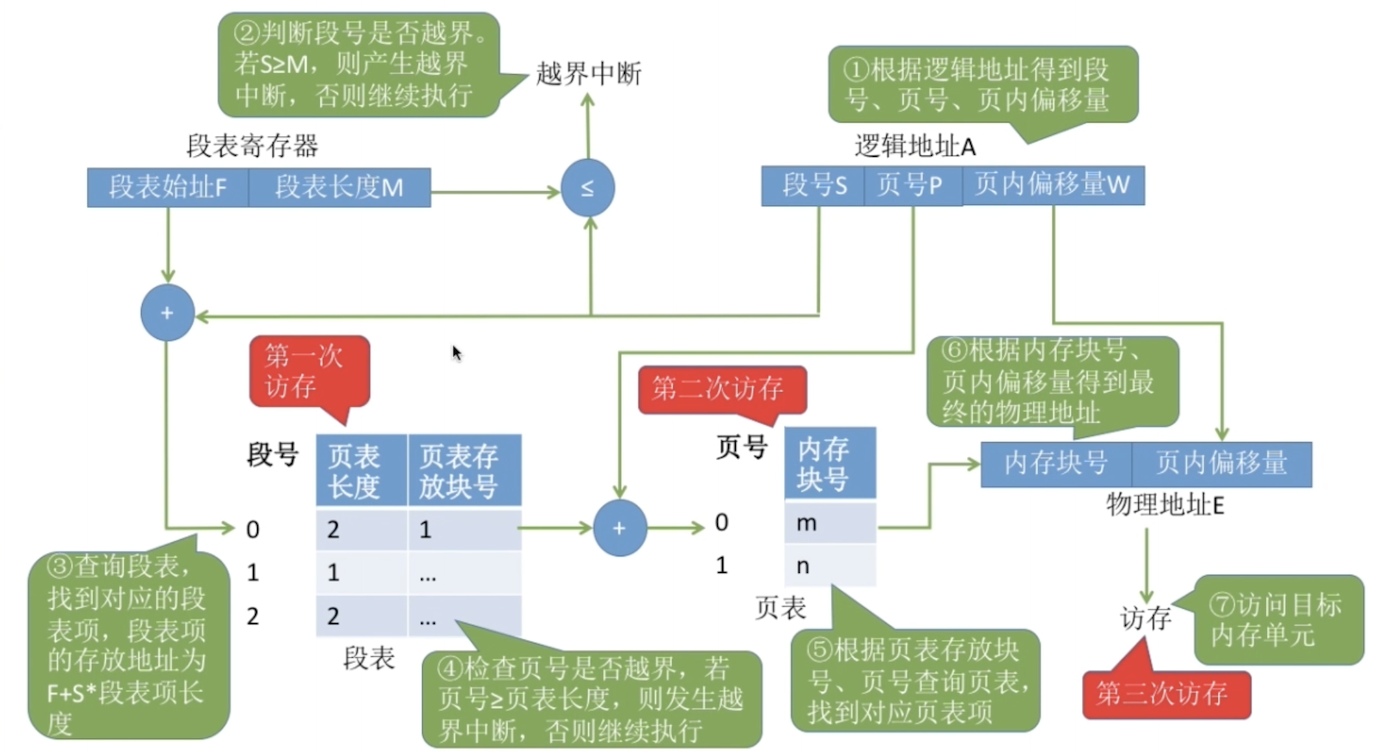 ②判断段号是否越界。
若S≥M，则产生越界
中断，否则继续执行
越界中断
①根据逻辑地址得到段
号、页号、页内偏移量
段表寄存器
段表始址F 段表长度M
≤
逻辑地址A
段号S 页号P 页内偏移量W
+
第一次
访存
第二次访存
⑥根据内存块号、
页内偏移量得到最
终的物理地址
段号 页表
长度 页表存
放块号
0 2 1
1 1 ...
2 2 ...
段表
+
页号 内存
块号
0 m
1 n
页表
内存块号 页内偏移量
物理地址E
③查询段表，
找到对应的段
表项，段表项
的存放地址为
F+S*段表项长
度
④检查页号是否越界，若
页号≥页表长度，则发生越
界中断，否则继续执行
⑤根据页表存放块
号、页号查询页表，
找到对应页表项
访存
⑦访问目标
内存单元
第三次访存